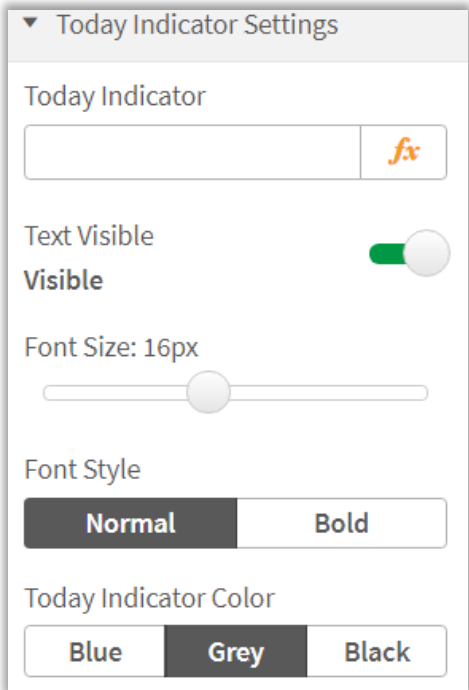 Today Indicator Settings
Today Indicator
fx
Text Visible
Visible
Font Size: 16px
Font Style
Normal Bold
Today Indicator Color
Blue Grey Black